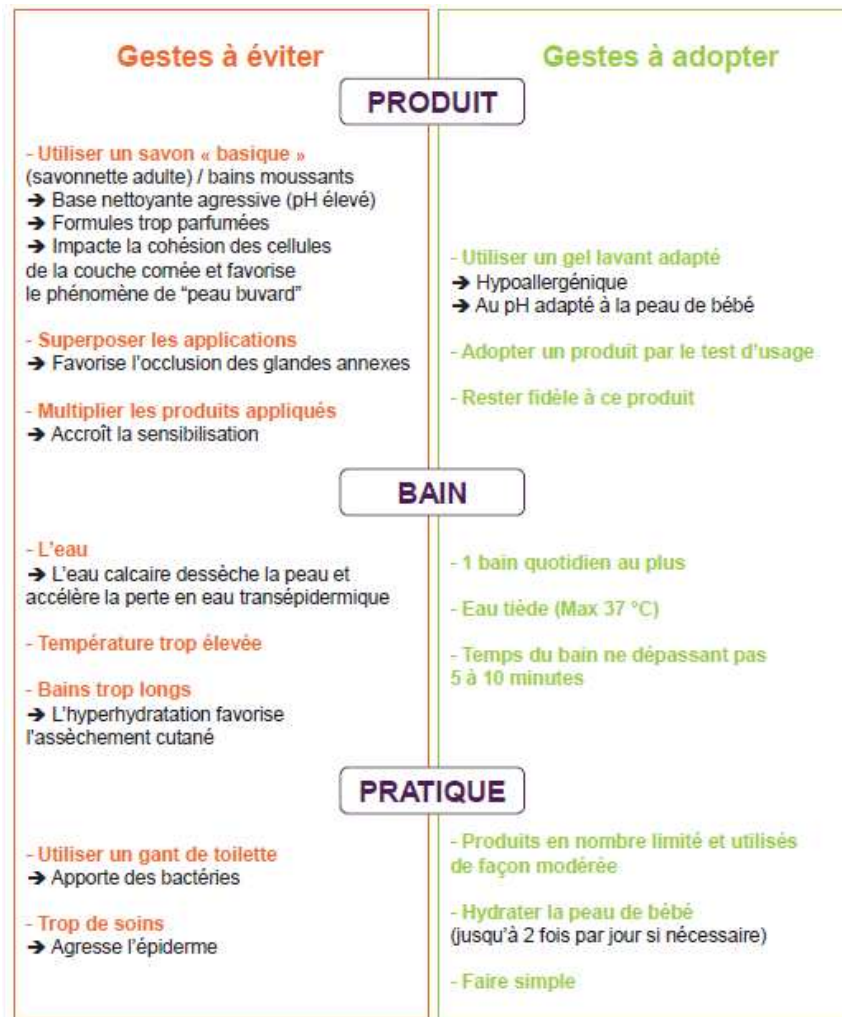 Gestes à éviter
Gestes à adopter
PRODUIT
- Utiliser un savon « basique »
(savonnette adulte) / bains moussants
➔ Base nettoyante agressive (pH élevé)
➔ Formules trop parfumées
➔ Impacte la cohésion des cellules
de la couche cornée et favorise
le phénomène de "peau buvard"
- Superposer les applications
➔ Favorise l'occlusion des glandes annexes
- Multiplier les produits appliqués
➔ Accroît la sensibilisation
- Utiliser un gel lavant adapté
➔ Hypoallergénique
➔ Au pH adapté à la peau de bébé
- Adopter un produit par le test d'usage
- Rester fidèle à ce produit
BAIN
- L'eau
➔ L'eau calcaire dessèche la peau et
accélère la perte en eau transépidermique
- Température trop élevée
- Bains trop longs
➔ L'hyperhydratation favorise
l'assèchement cutané
- 1 bain quotidien au plus
- Eau tiède (Max 37 °C)
- Temps du bain ne dépassant pas
5 à 10 minutes
PRATIQUE
- Utiliser un gant de toilette
➔ Apporte des bactéries
- Trop de soins
➔ Agresse l'épiderme
- Produits en nombre limité et utilisés
de façon modérée
- Hydrater la peau de bébé
(jusqu'à 2 fois par jour si nécessaire)
- Faire simple